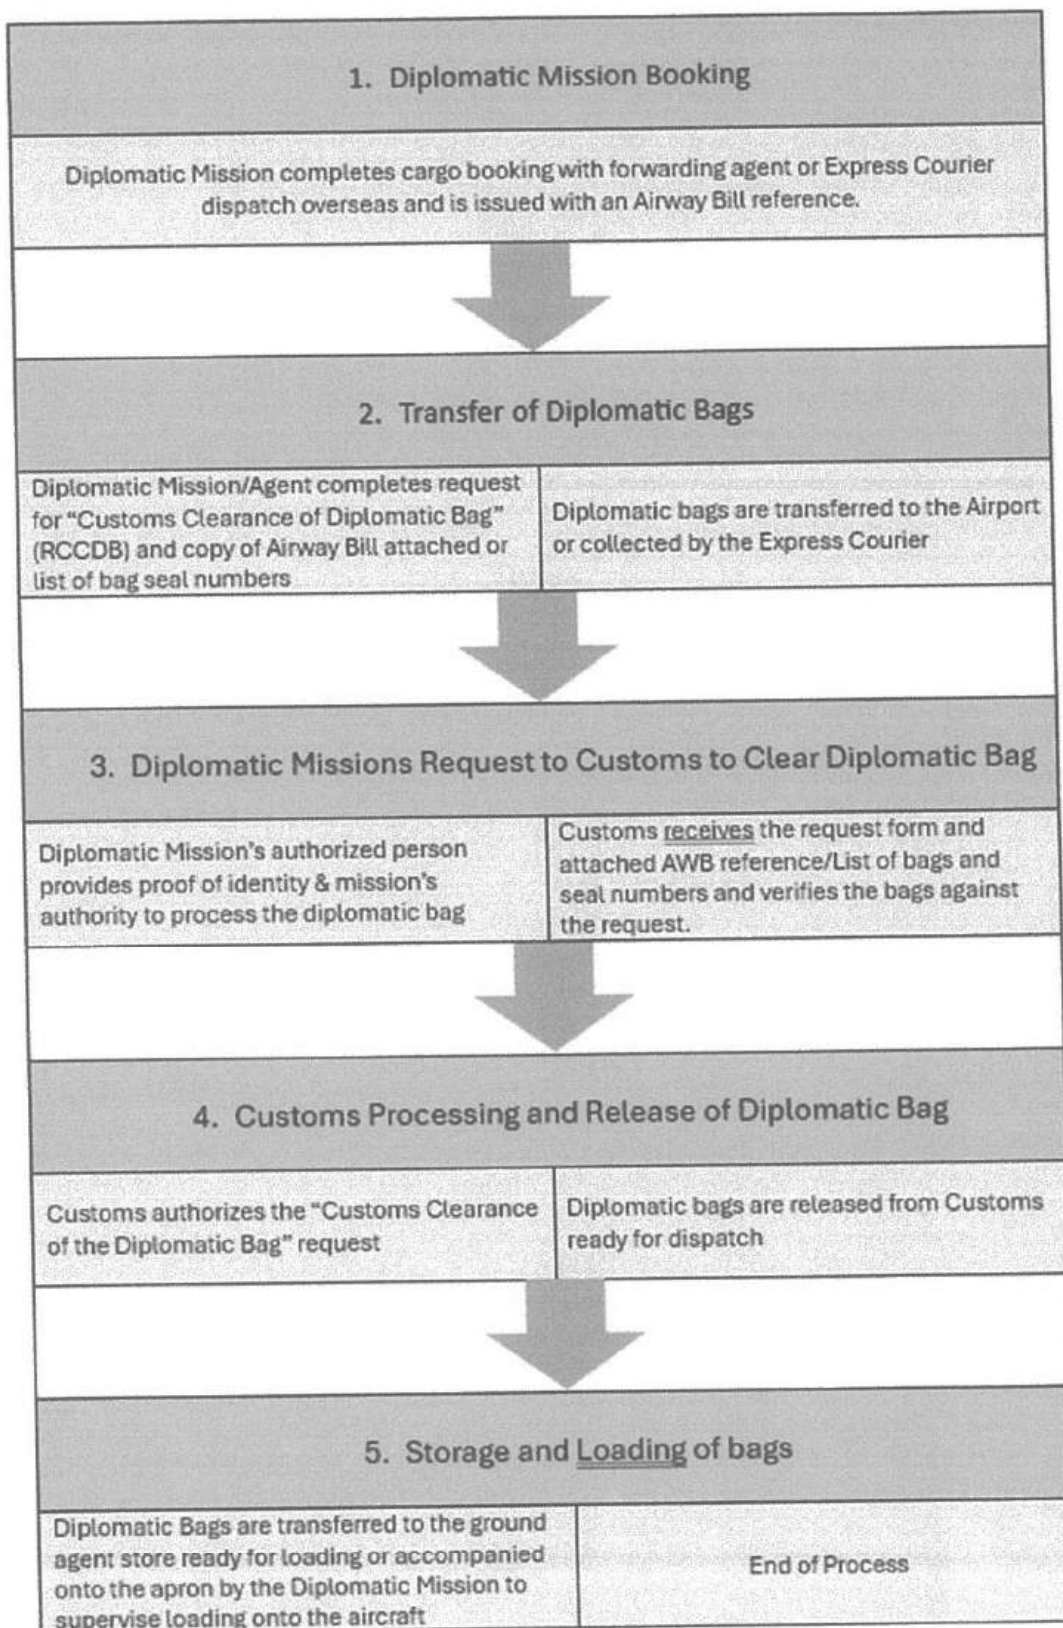 1. Diplomatic Mission Booking
Diplomatic Mission completes cargo booking with forwarding agent or Express Courier
dispatch overseas and is issued with an Airway Bill reference.
2. Transfer of Diplomatic Bags
Diplomatic Mission/Agent completes request
for “Customs Clearance of Diplomatic Bag”
(RCCDB) and copy of Airway Bill attached or
list of bag seal numbers
Diplomatic bags are transferred to the Airport
or collected by the Express Courier
3. Diplomatic Missions Request to Customs to Clear Diplomatic Bag
Diplomatic Mission's authorized person
provides proof of identity & mission's
authority to process the diplomatic bag
Customs receives the request form and
attached AWB reference/List of bags and
seal numbers and verifies the bags against
the request.
4. Customs Processing and Release of Diplomatic Bag
Customs authorizes the “Customs Clearance
of the Diplomatic Bag” request
Diplomatic bags are released from Customs
ready for dispatch
5. Storage and Loading of bags
Diplomatic Bags are transferred to the ground
agent store ready for loading or accompanied
onto the apron by the Diplomatic Mission to
supervise loading onto the aircraft
End of Process